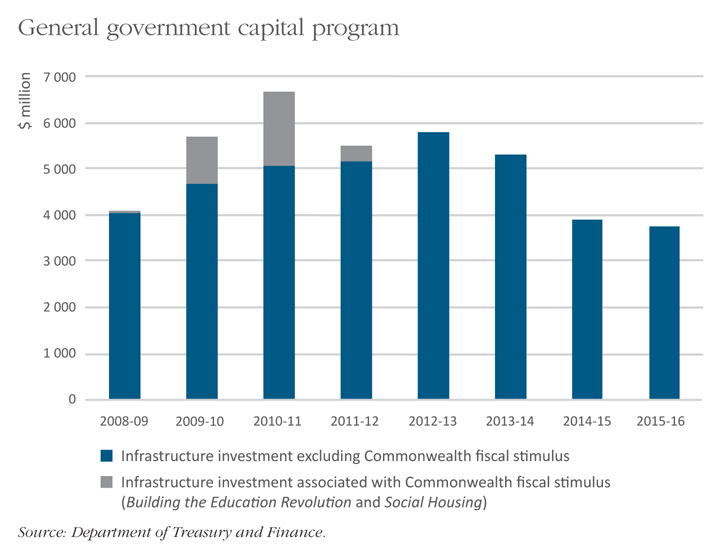 General government capital program
$ million
7 000
6 000
5 000
4 000
3 000
2 000
1 000
0
2008-09 2009-10 2010-11 2011-12 2012-13 2013-14 2014-15 2015-16
Infrastructure investment excluding Commonwealth fiscal stimulus
Infrastructure investment associated with Commonwealth fiscal stimulus
(Building the Education Revolution and Social Housing)
Source: Department of Treasury and Finance.